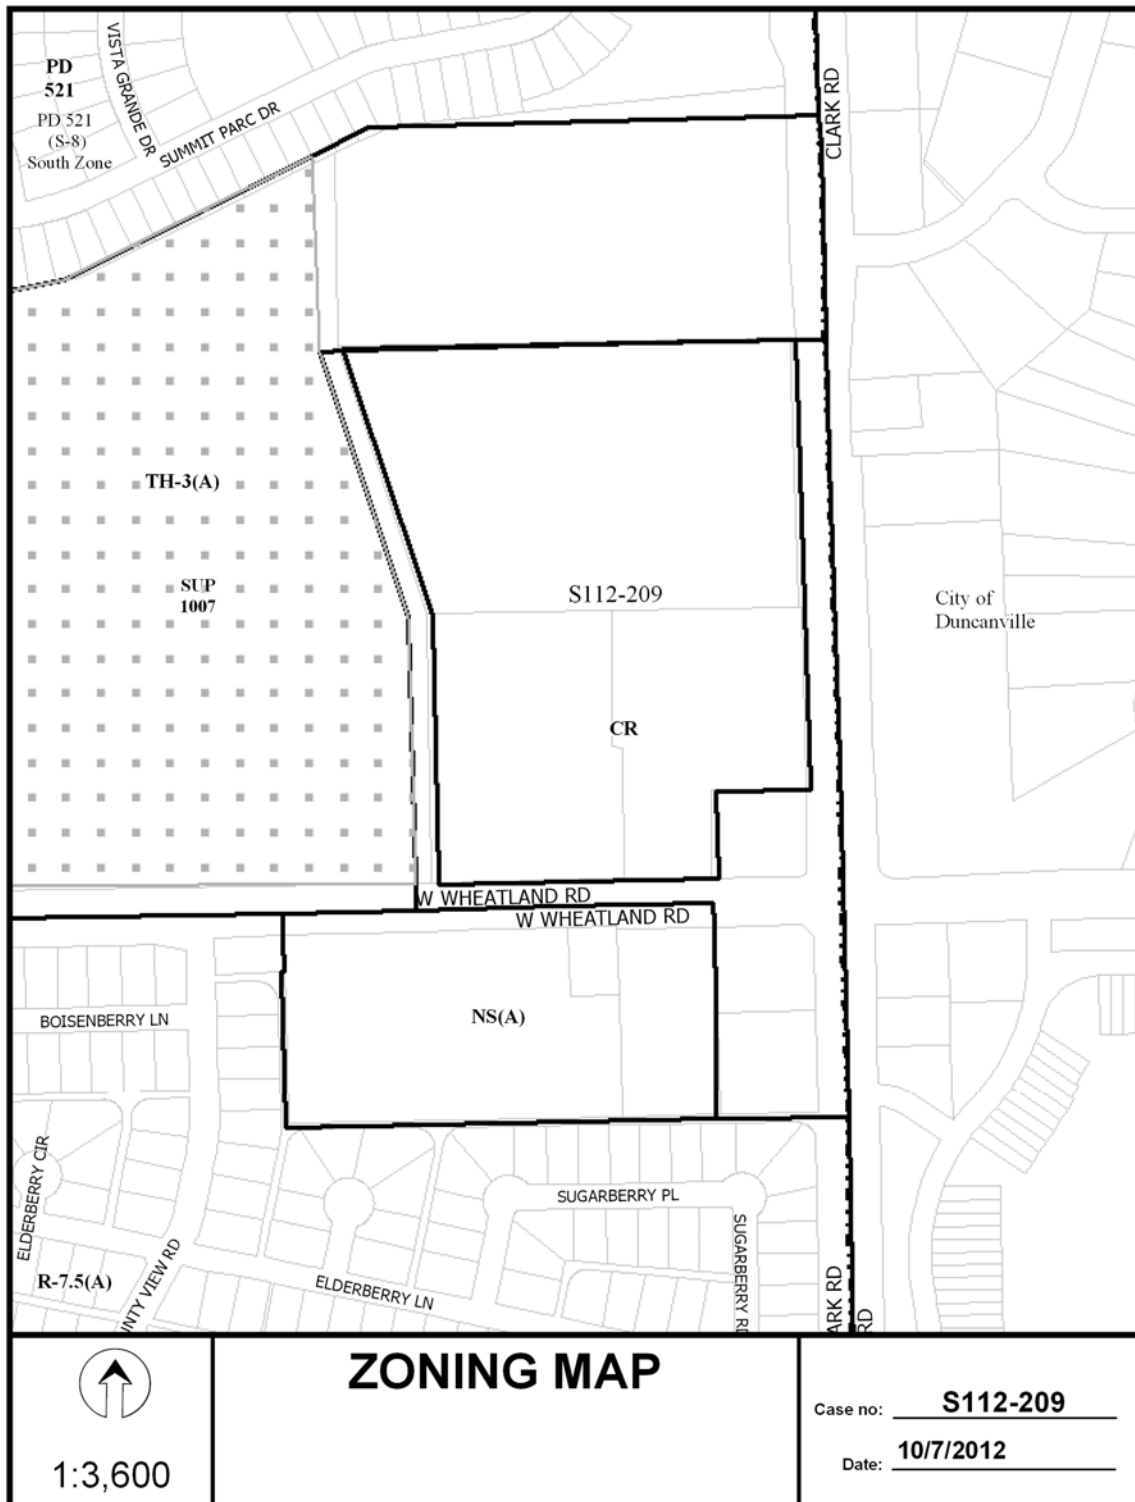 PD
521
PD 521
(S-8)
South Zone
VISTA GRANDE DR
SUMMIT PARC DR
CLARK RD
TH-3(A)
SUP
1007
S112-209
City of
Duncanville
CR
W WHEATLAND RD
W WHEATLAND RD
NS(A)
BOISENBERRY LN
ELDERBERRY CIR
SUGARBERRY PL
R-7.5(A)
UNTY VIEW RD
ELDERBERRY LN
SUGARBERRY RD
ARK RD
RD
1:3,600
ZONING MAP
Case no: S112-209
Date: 10/7/2012